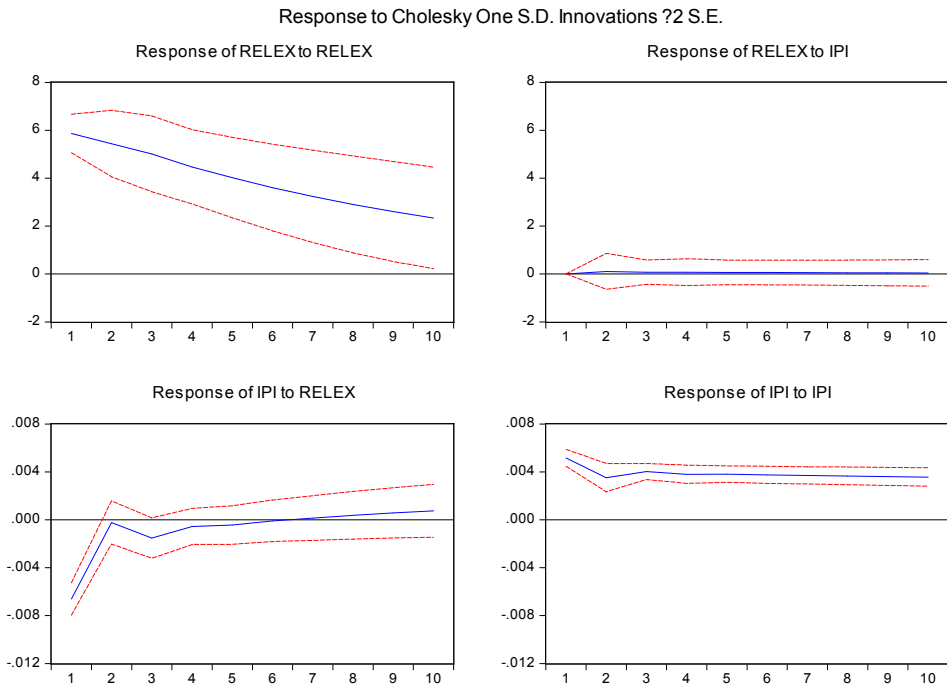 Response to Cholesky One S.D. Innovations ?2 S.E.
Response of RELEX to RELEX
8
6
4
2
0
-2
1 2 3 4 5 6 7 8 9 10
Response of RELEX to IPI
8
6
4
2
0
-2
1 2 3 4 5 6 7 8 9 10
Response of IPI to RELEX
.008
.004
.000
-.004
-.008
-.012
1 2 3 4 5 6 7 8 9 10
Response of IPI to IPI
.008
.004
.000
-.004
-.008
-.012
1 2 3 4 5 6 7 8 9 10